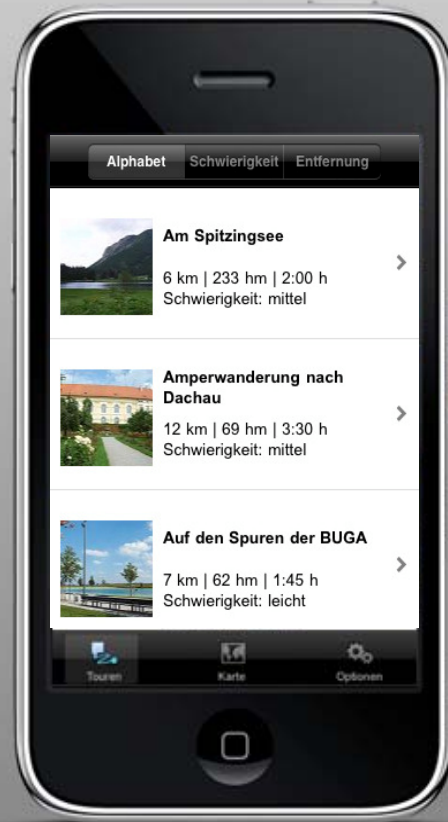 Alphabet Schwierigkeit Entfernung
Am Spitzingsee
6 km | 233 hm | 2:00 h
Schwierigkeit: mittel
Amperwanderung nach
Dachau
12 km | 69 hm | 3:30 h
Schwierigkeit: mittel
Auf den Spuren der BUGA
7 km | 62 hm | 1:45 h
Schwierigkeit: leicht
Touren Karte Optionen